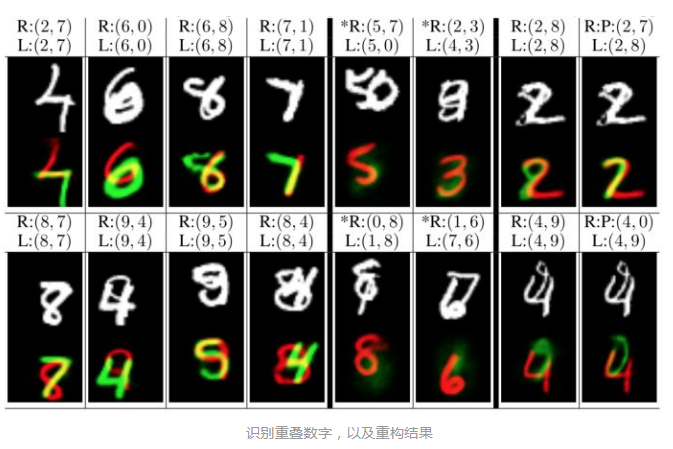 R:(2,7) R:(6,0) R:(6,8) R:(7,1) *R:(5,7) *R:(2,3) R:(2,8) R:P:(2,7)
L:(2,7) L:(6,0) L:(6,8) L:(7,1) L:(5,0) L:(4,3) L:(2,8) L:(2,8)
R:(8,7) R:(9,4) R:(9,5) R:(8,4) *R:(0,8) *R:(1,6) R:(4,9) R:P:(4,0)
L:(8,7) L:(9,4) L:(9,5) L:(8,4) L:(1,8) L:(7,6) L:(4,9) L:(4,9)
识别重叠数字，以及重构结果